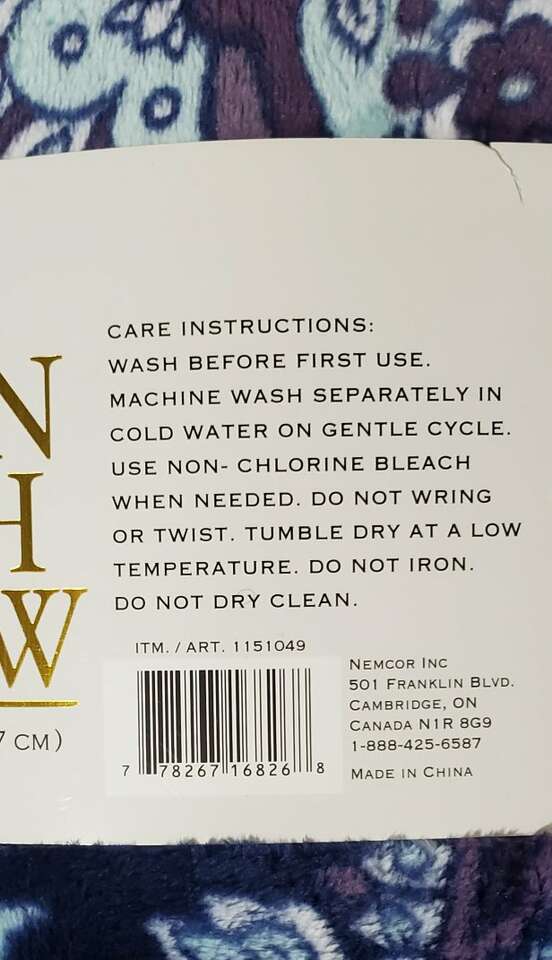 N
H
W
7 CM)
CARE INSTRUCTIONS:
WASH BEFORE FIRST USE.
MACHINE WASH SEPARATELY IN
COLD WATER ON GENTLE CYCLE.
USE NON- CHLORINE BLEACH
WHEN NEEDED. DO NOT WRING
OR TWIST. TUMBLE DRY AT A LOW
TEMPERATURE. DO NOT IRON.
DO NOT DRY CLEAN.
ITM. / ART. 1151049
7 78267 16826 8
NEMCOR INC
501 FRANKLIN BLVD.
CAMBRIDGE, ON
CANADA N1R 8G9
1-888-425-6587
MADE IN CHINA